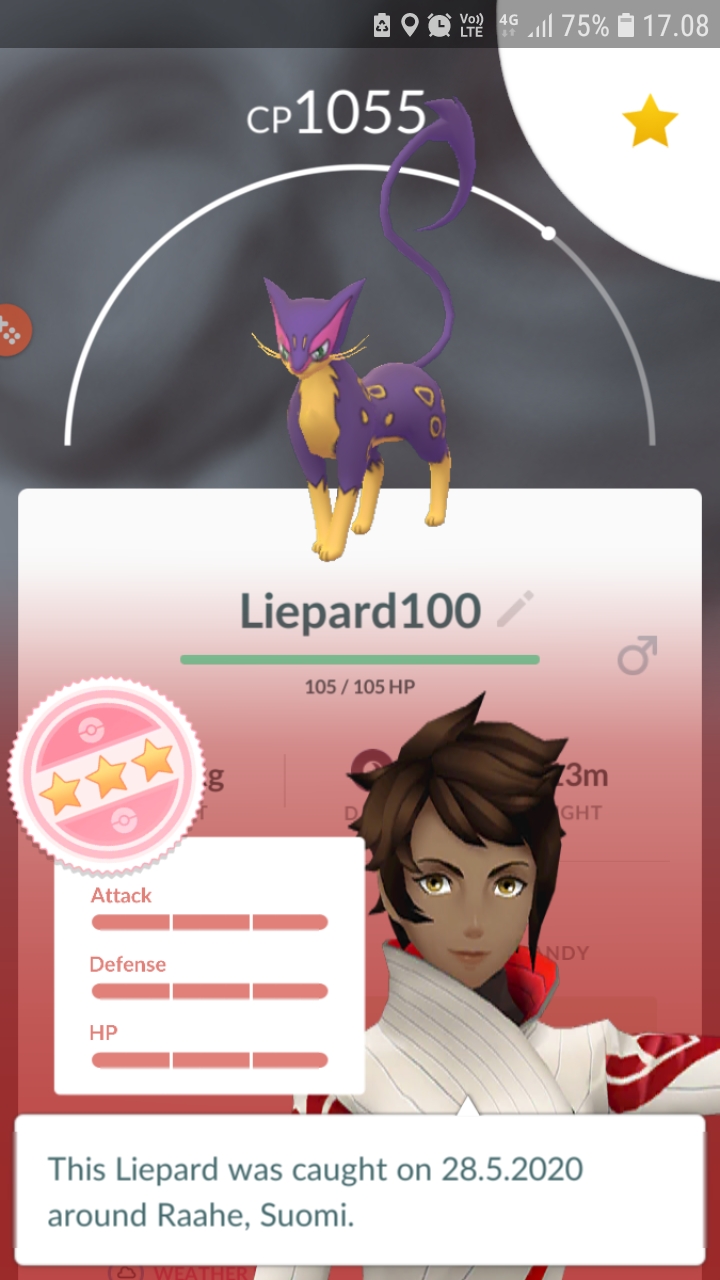 Vo)) LTE 4G 75% 17.08
CP1055
Liepard100
105 / 105 HP
g
3m
GHT
Attack
Defense
NDY
HP
This Liepard was caught on 28.5.2020
around Raahe, Suomi.
WEATHER